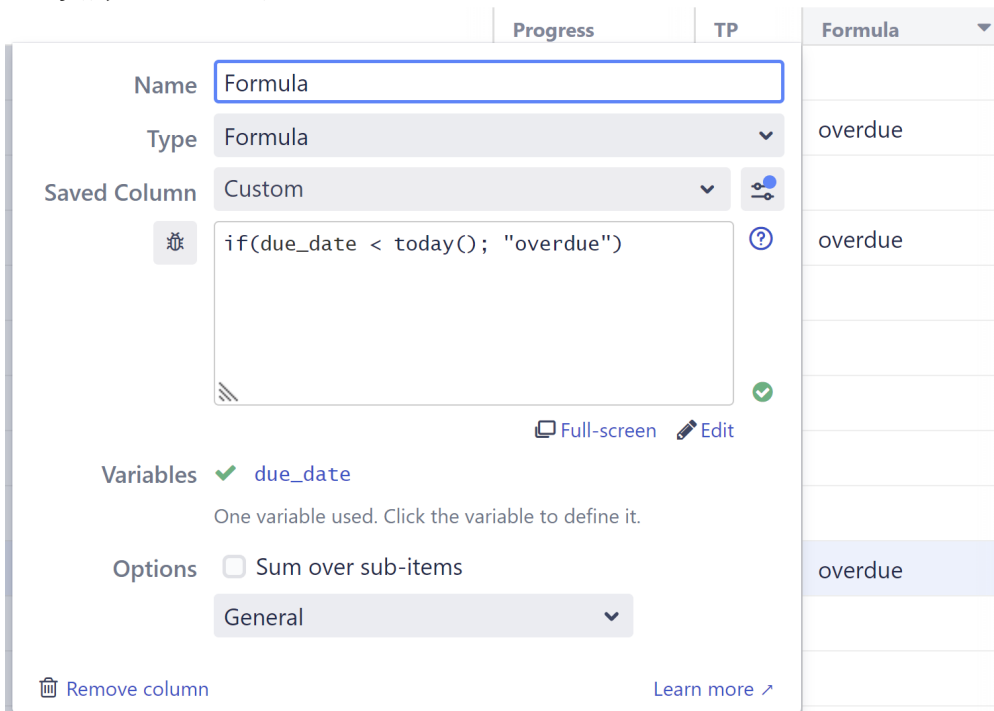 Progress TP Formula
Name Formula
Type Formula
overdue
Saved Column Custom
if(due_date < today(); "overdue")
overdue
Full-screen Edit
Variables due_date
One variable used. Click the variable to define it.
Options Sum over sub-items
overdue
General
Remove column Learn more ↗